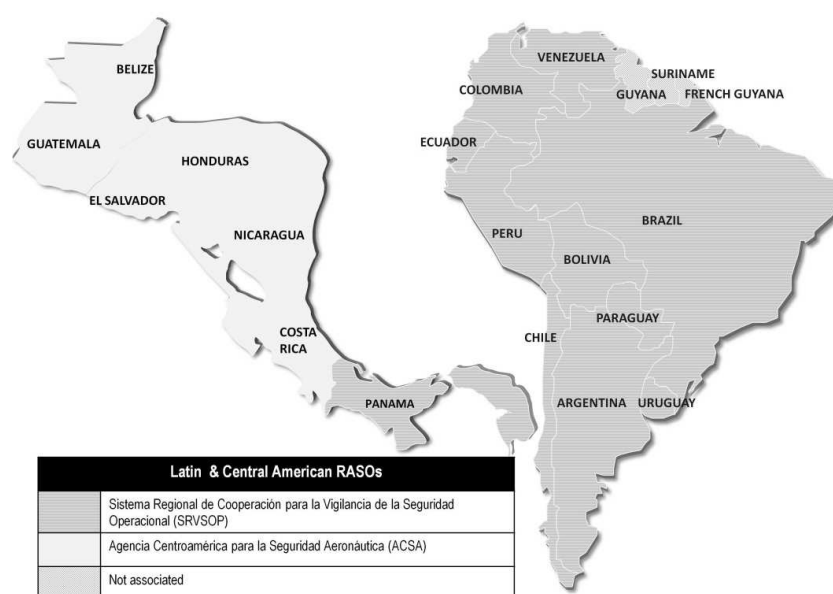 BELIZE
GUATEMALA
HONDURAS
EL SALVADOR
NICARAGUA
COSTA
RICA
PANAMA
VENEZUELA
SURINAME
COLOMBIA
GUYANA
FRENCH GUYANA
ECUADOR
PERU
BRAZIL
BOLIVIA
PARAGUAY
CHILE
ARGENTINA
URUGUAY
Latin & Central American RASOs
Sistema Regional de Cooperación para la Vigilancia de la Seguridad
Operacional (SRVSOP)
Agencia Centroamérica para la Seguridad Aeronáutica (ACSA)
Not associated